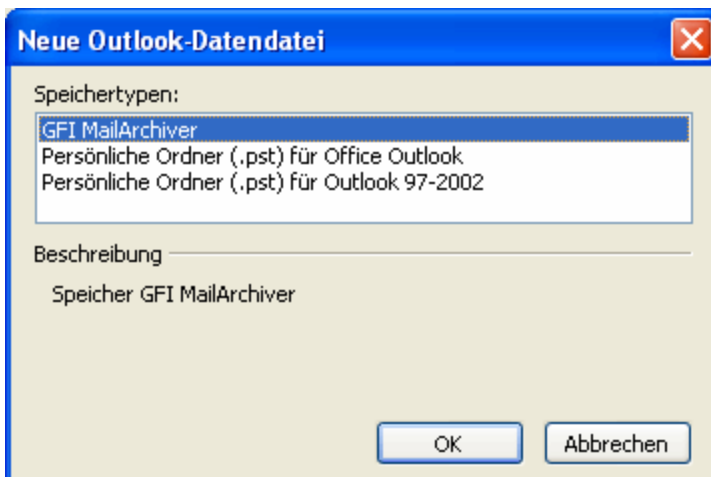 Neue Outlook-Datendatei
Speichertypen:
GFI MailArchiver
Persönliche Ordner (.pst) für Office Outlook
Persönliche Ordner (.pst) für Outlook 97-2002
Beschreibung
Speicher GFI MailArchiver
OK Abbrechen